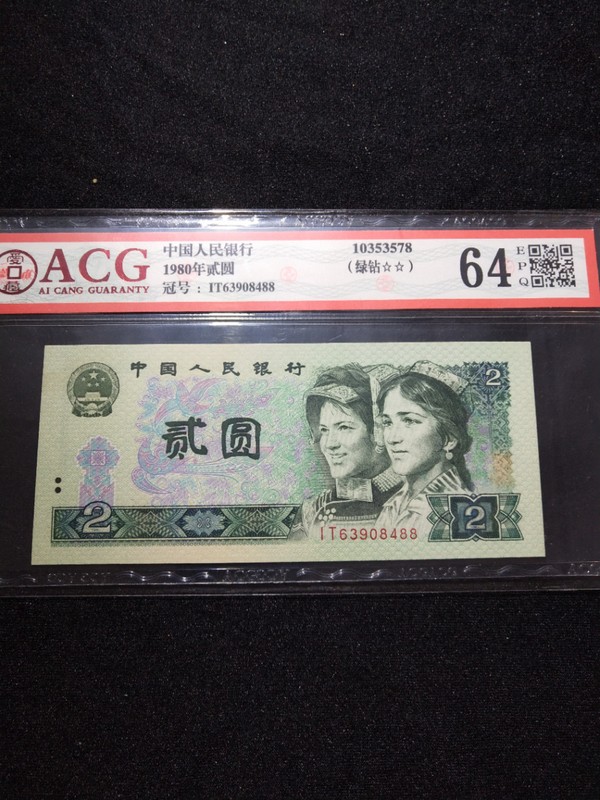 ACG
AI CANG GUARANTY
中国人民银行
1980年贰圆
冠号：IT63908488
10353578
（绿钻☆☆）
64
E
P
Q
中国人民银行
贰圆
2
2
2
IT63908488